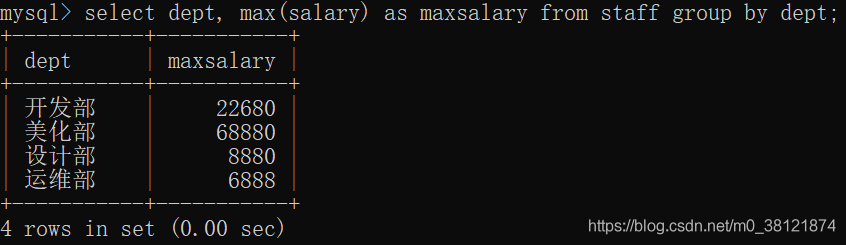 mysql> select dept, max(salary) as maxsalary from staff group by dept;
+-----------+-----------+
| dept      | maxsalary |
+-----------+-----------+
| 开发部    |     22680 |
| 美化部    |     68880 |
| 设计部    |      8880 |
| 运维部    |      6888 |
+-----------+-----------+
4 rows in set (0.00 sec)
https://blog.csdn.net/m0_38121874